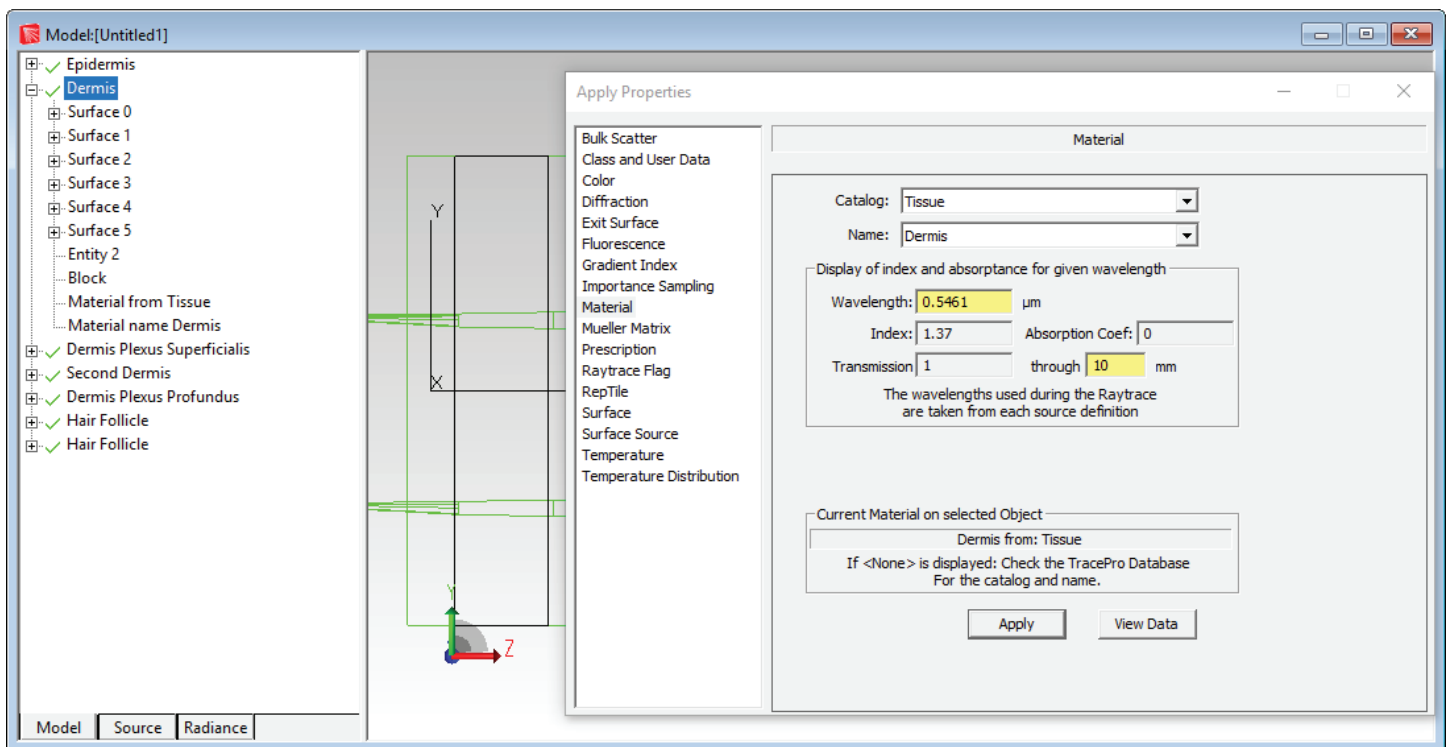 Model:[Untitled1]
Epidermis
Dermis
Surface 0
Surface 1
Surface 2
Surface 3
Surface 4
Surface 5
Entity 2
Block
Material from Tissue
Material name Dermis
Dermis Plexus Superficialis
Second Dermis
Dermis Plexus Profundus
Hair Follicle
Hair Follicle
Model Source Radiance
Y
X
Y
Z
Apply Properties
Bulk Scatter
Class and User Data
Color
Diffraction
Exit Surface
Fluorescence
Gradient Index
Importance Sampling
Material
Mueller Matrix
Prescription
Raytrace Flag
RepTile
Surface
Surface Source
Temperature
Temperature Distribution
Material
Catalog: Tissue
Name: Dermis
Display of index and absorptance for given wavelength
Wavelength: 0.5461 µm
Index: 1.37 Absorption Coef: 0
Transmission 1 through 10 mm
The wavelengths used during the Raytrace
are taken from each source definition
Current Material on selected Object
Dermis from: Tissue
If <None> is displayed: Check the TracePro Database
For the catalog and name.
Apply View Data